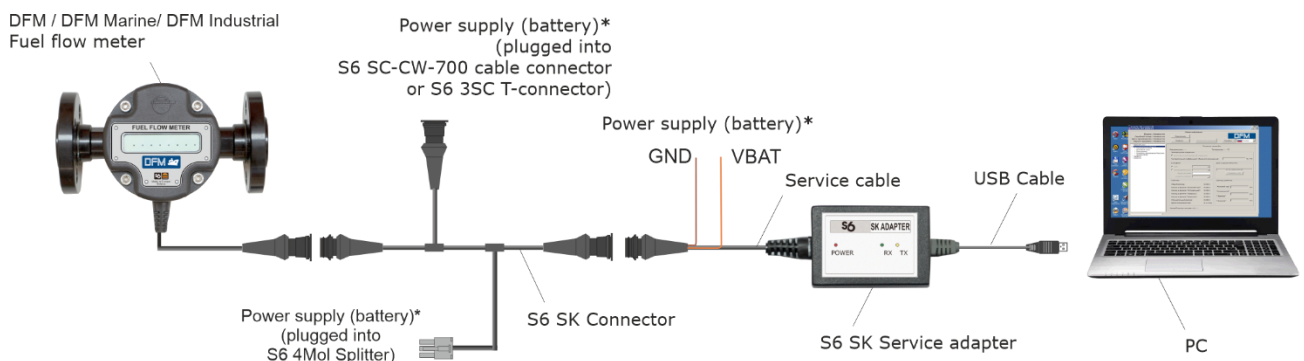 DFM / DFM Marine/ DFM Industrial
Fuel flow meter
Power supply (battery)*
(plugged into
S6 SC-CW-700 cable connector
or S6 3SC T-connector)
Power supply (battery)*
GND
VBAT
Service cable
USB Cable
FUEL FLOW METER
DFM
S6
SK ADAPTER
POWER
RX
TX
DFM
Power supply (battery)*
(plugged into
S6 4Mol Splitter)
S6 SK Connector
S6 SK Service adapter
PC